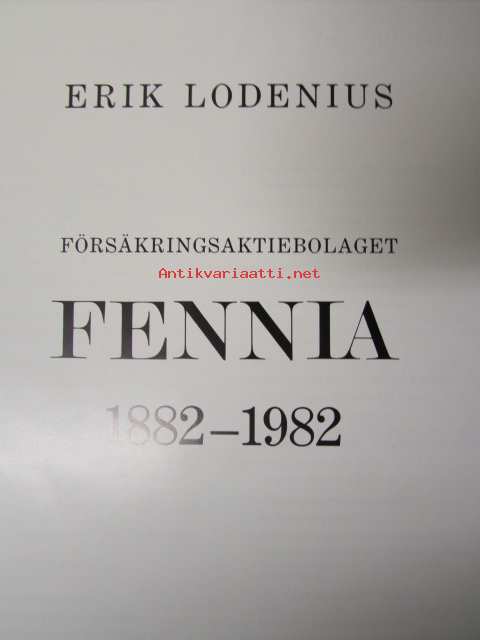 ERIK LODENIUS
FÖRSÄKRINGSAKTIEBOLAGET
Antikvariaatti.net
FENNIA
1882–1982